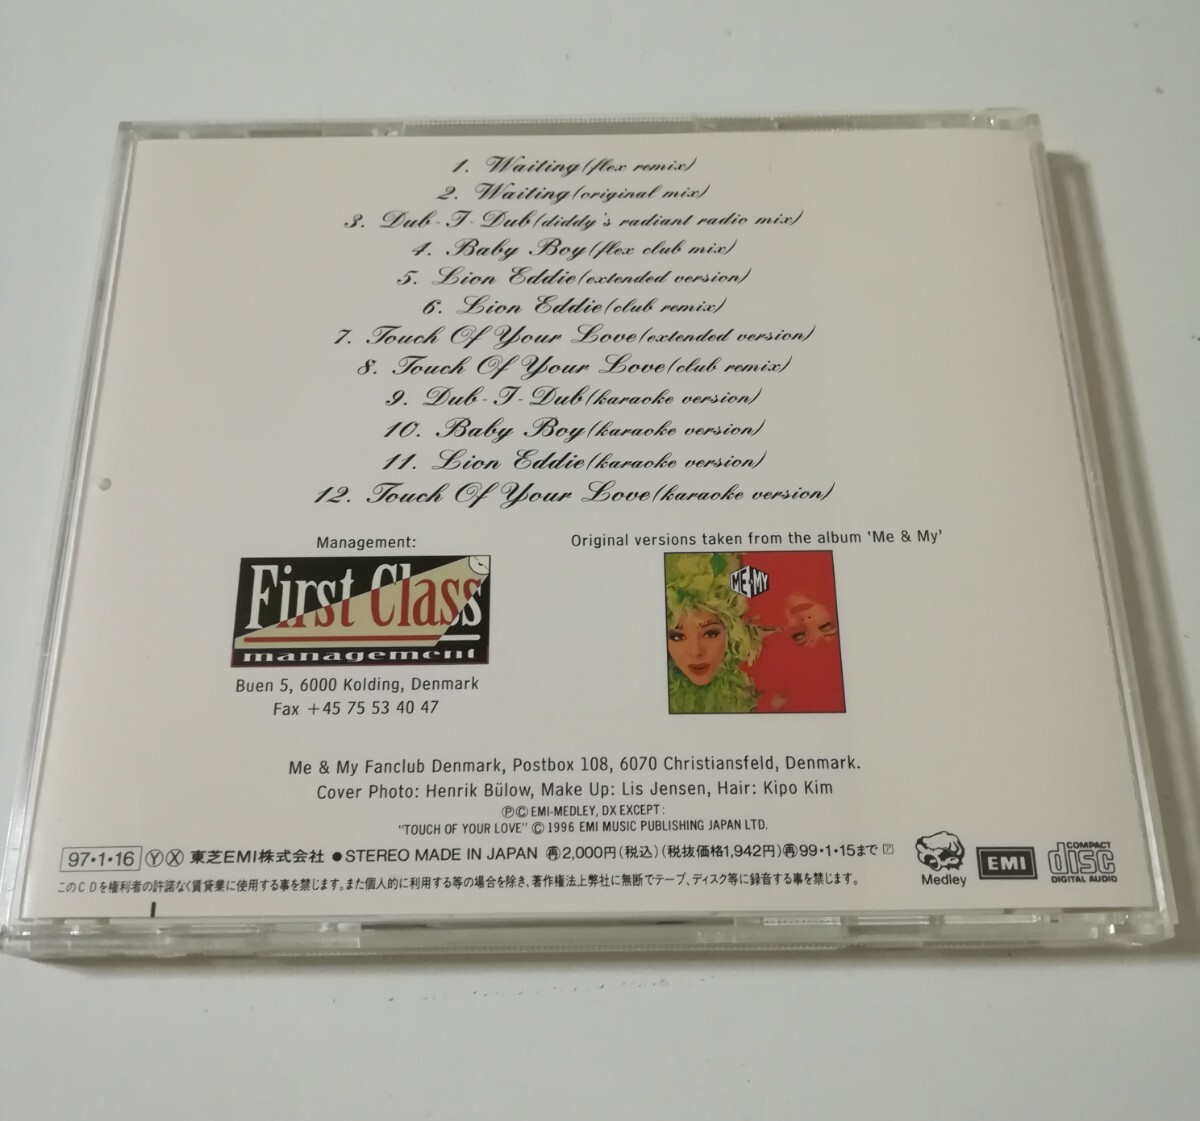 1. Waiting(flex remix)
2. Waiting(original mix)
3. Dub-I-Dub(diddy's radiant radio mix)
4. Baby Boy(flex club mix)
5. Lion Eddie(extended version)
6. Lion Eddie(club remix)
7. Touch Of Your Love(extended version)
8. Touch Of Your Love(club remix)
9. Dub-I-Dub(karaoke version)
10. Baby Boy(karaoke version)
11. Lion Eddie(karaoke version)
12. Touch Of Your Love(karaoke version)
Management:
First Class
management
Buen 5, 6000 Kolding, Denmark
Fax +45 75 53 40 47
Original versions taken from the album 'Me & My'
ME&MY
Me & My Fanclub Denmark, Postbox 108, 6070 Christiansfeld, Denmark.
Cover Photo: Henrik Bülow, Make Up: Lis Jensen, Hair: Kipo Kim
ⓅⒸ EMI-MEDLEY, DX EXCEPT:
"TOUCH OF YOUR LOVE" Ⓒ 1996 EMI MUSIC PUBLISHING JAPAN LTD.
97・1・16 ⓎⓍ 東芝EMI株式会社 ●STEREO MADE IN JAPAN ㊢2,000円(税込)(税抜価格1,942円)㊢99・1・15まで
このCDを権利者の許諾なく賃貸業に使用する事を禁じます。また個人的に利用する等の場合を除き、著作権法上弊社に無断でテープ、ディスク等に録音する事を禁じます。
Medley
EMI
COMPACT
disc
DIGITAL AUDIO